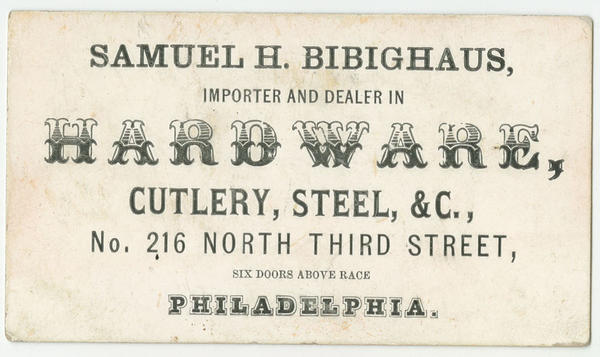 SAMUEL H. BIBIGHAUS,
IMPORTER AND DEALER IN
HARDWARE,
CUTLERY, STEEL, &C.,
No. 216 NORTH THIRD STREET,
SIX DOORS ABOVE RACE
PHILADELPHIA.